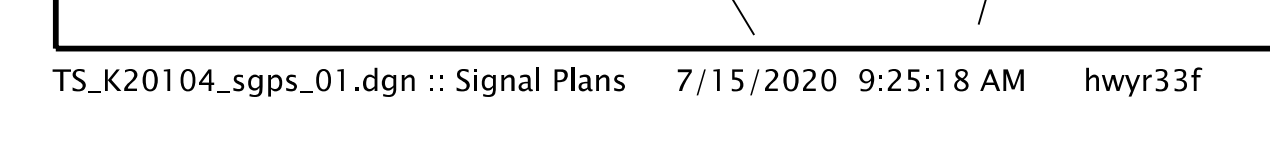 TS_K20104_sgps_01.dgn :: Signal Plans 7/15/2020 9:25:18 AM hwyr33f